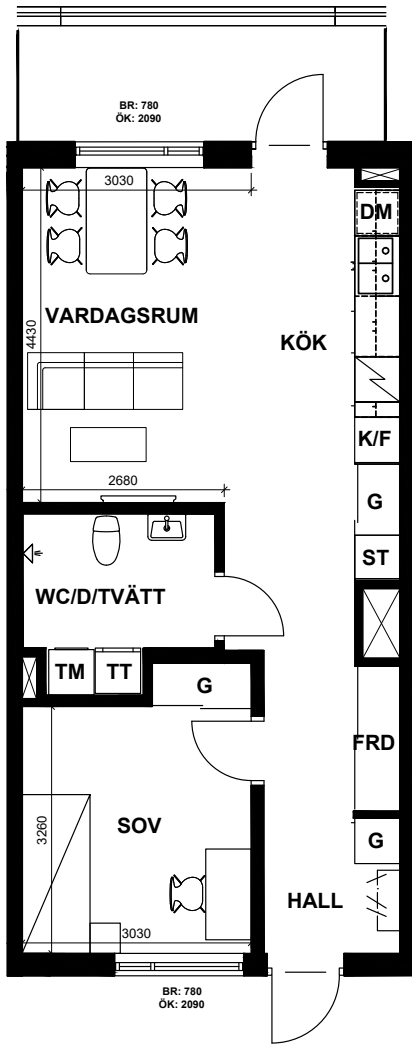 BR: 780
ÖK: 2090
3030
DM
4430
VARDAGSRUM
KÖK
K/F
2680
G
ST
WC/D/TVÄTT
TM
TT
G
FRD
3260
SOV
G
HALL
3030
BR: 780
ÖK: 2090